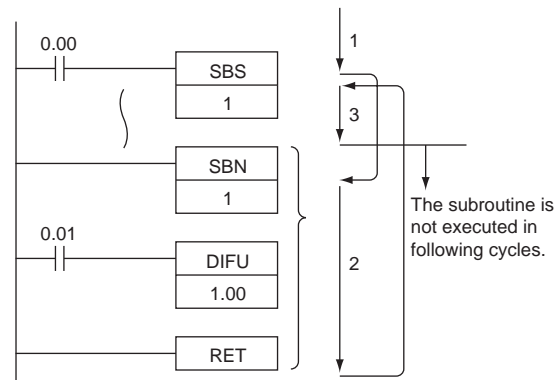 0.00
SBS
1
SBN
1
0.01
DIFU
1.00
RET
1
3
2
The subroutine is
not executed in
following cycles.